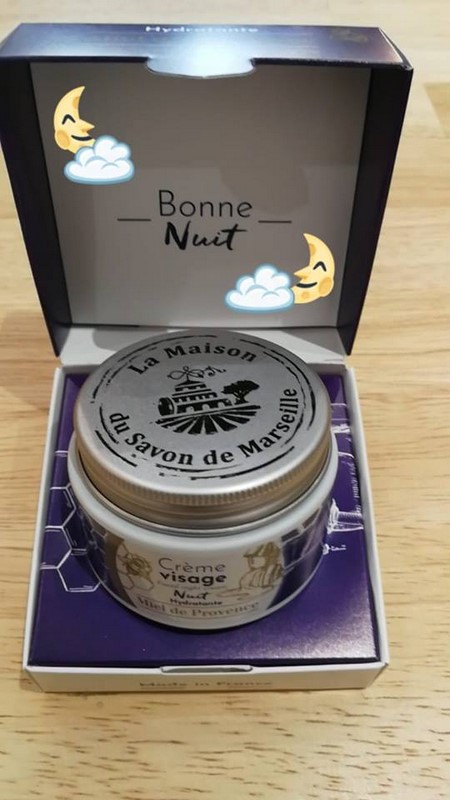 Hydratante
Bonne
Nuit
La Maison
du Savon de Marseille
Crème
visage
Nuit
Hydratante
Miel de Provence
Made in France